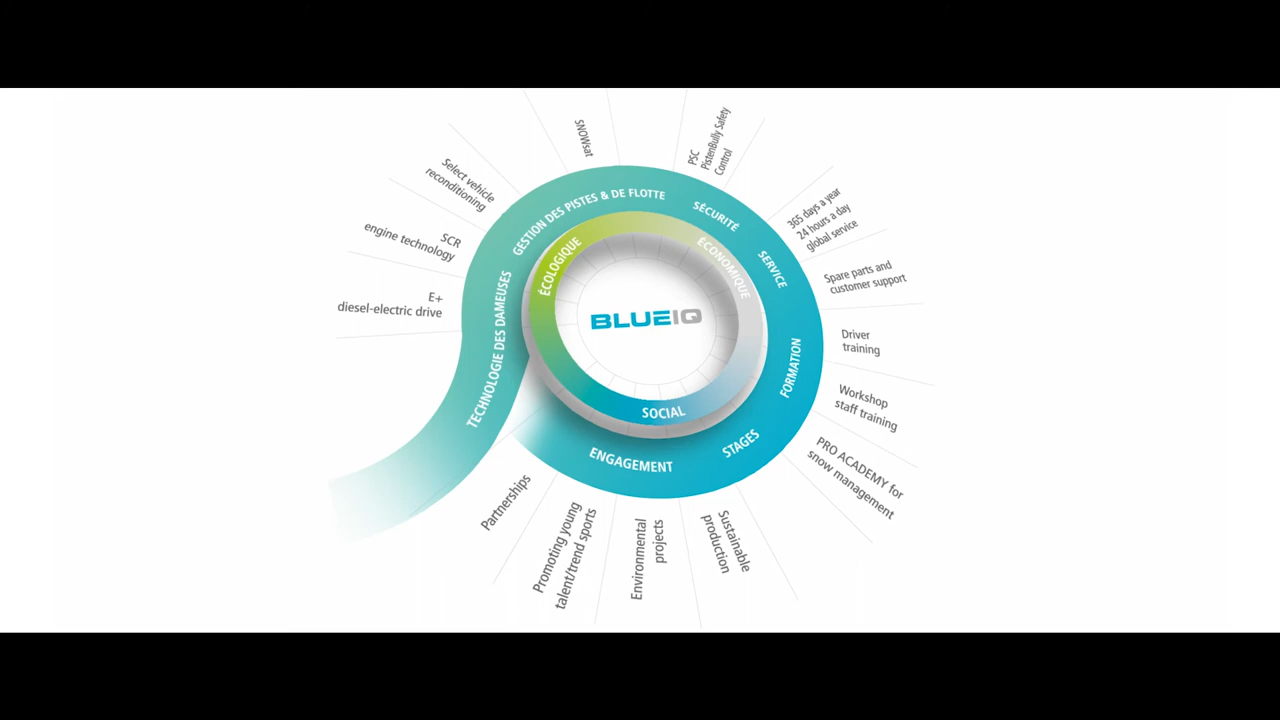 SNOWsat
PSC
PistenBully Safety
Control
Select vehicle
reconditioning
365 days a year
24 hours a day
global service
SCR
engine technology
Spare parts and
customer support
E+
diesel-electric drive
Driver
training
Workshop
staff training
PRO ACADEMY for
snow management
Sustainable
production
Environmental
projects
Promoting young
talent/trend sports
Partnerships
TECHNOLOGIE DES DAMEUSES
GESTION DES PISTES & DE FLOTTE
SÉCURITÉ
SERVICE
FORMATION
STAGES
ENGAGEMENT
ÉCOLOGIQUE
ÉCONOMIQUE
SOCIAL
BLUEIQ